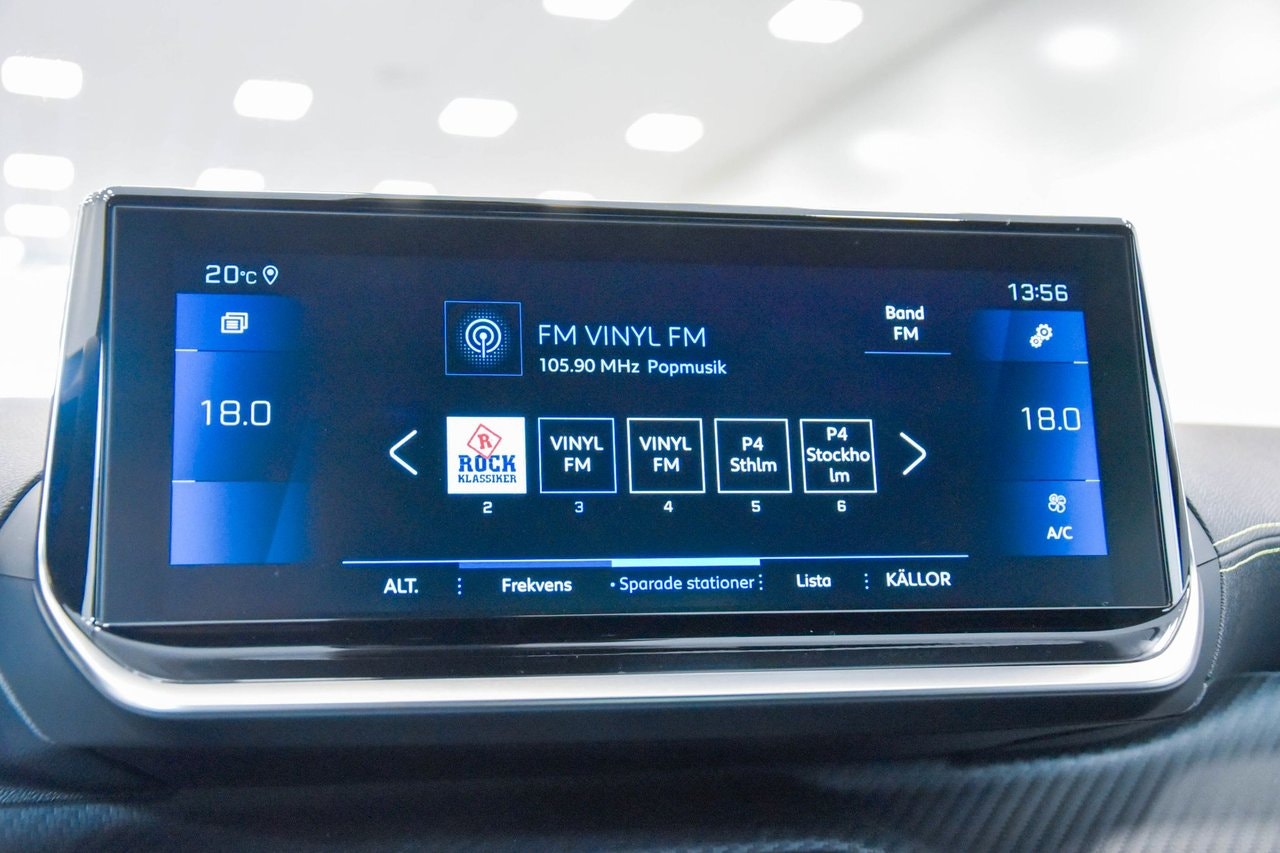 20°C
13:56
FM VINYL FM
105.90 MHz Popmusik
Band
FM
18.0
18.0
R
ROCK
KLASSIKER
2
VINYL
FM
3
VINYL
FM
4
P4
Sthlm
5
P4
Stockho
lm
6
A/C
ALT.
Frekvens
• Sparade stationer
Lista
KÄLLOR